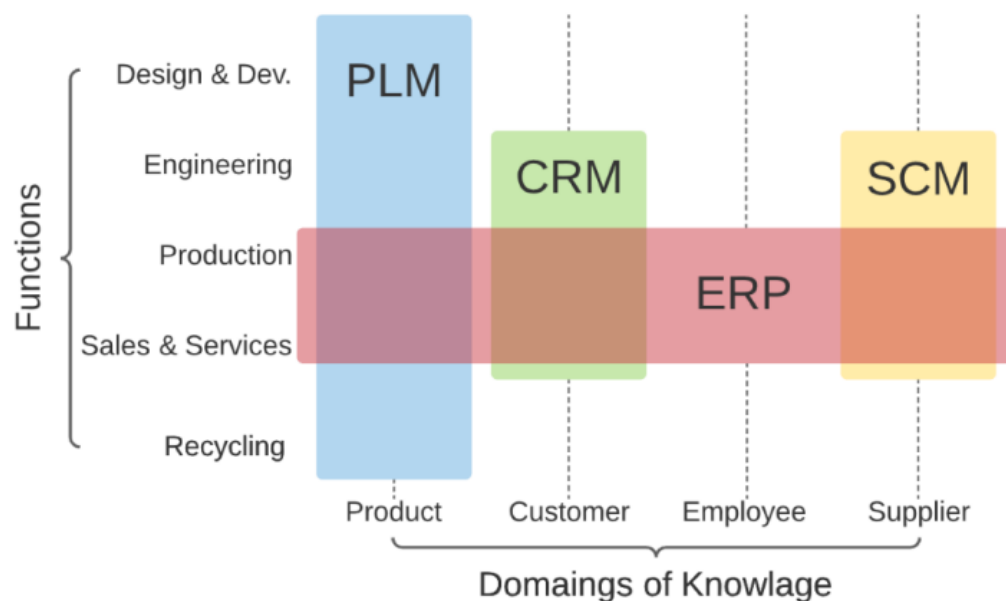 Design & Dev.
PLM
Engineering
CRM
SCM
Functions
Production
ERP
Sales & Services
Recycling
Product
Customer
Employee
Supplier
Domaings of Knowlage